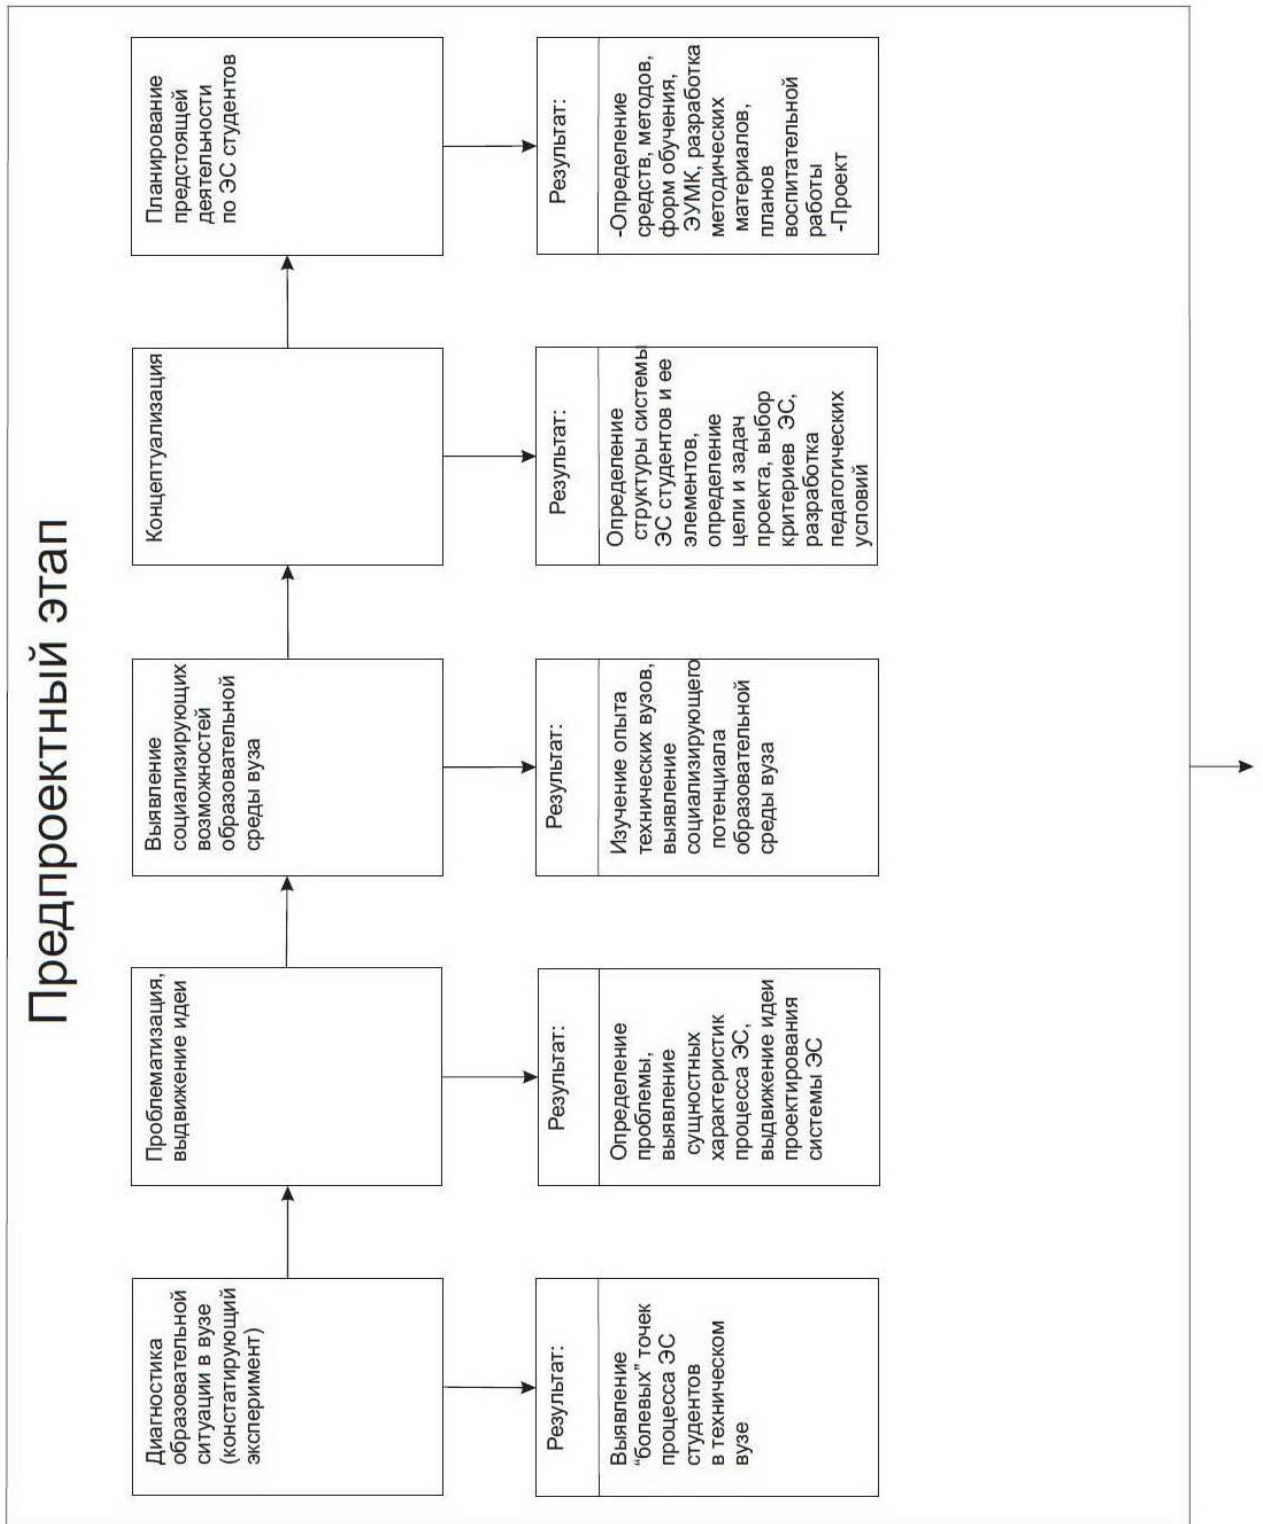 Предпроектный этап
Диагностика
образовательной
ситуации в вузе
(констатирующий
эксперимент)
Проблематизация,
выдвижение идеи
Выявление
социализирующих
возможностей
образовательной
среды вуза
Концептуализация
Планирование
предстоящей
деятельности
по ЭС студентов
Результат:
Выявление
“болевых” точек
процесса ЭС
студентов
в техническом
вузе
Результат:
Определение
проблемы,
выявление
сущностных
характеристик
процесса ЭС,
выдвижение идеи
проектирования
системы ЭС
Результат:
Изучение опыта
технических вузов,
выявление
социализирующего
потенциала
образовательной
среды вуза
Результат:
Определение
структуры системы
ЭС студентов и ее
элементов,
определение
цели и задач
проекта, выбор
критериев ЭС,
разработка
педагогических
условий
Результат:
-Определение
средств, методов,
форм обучения,
ЭУМК, разработка
методических
материалов,
планов
воспитательной
работы
-Проект